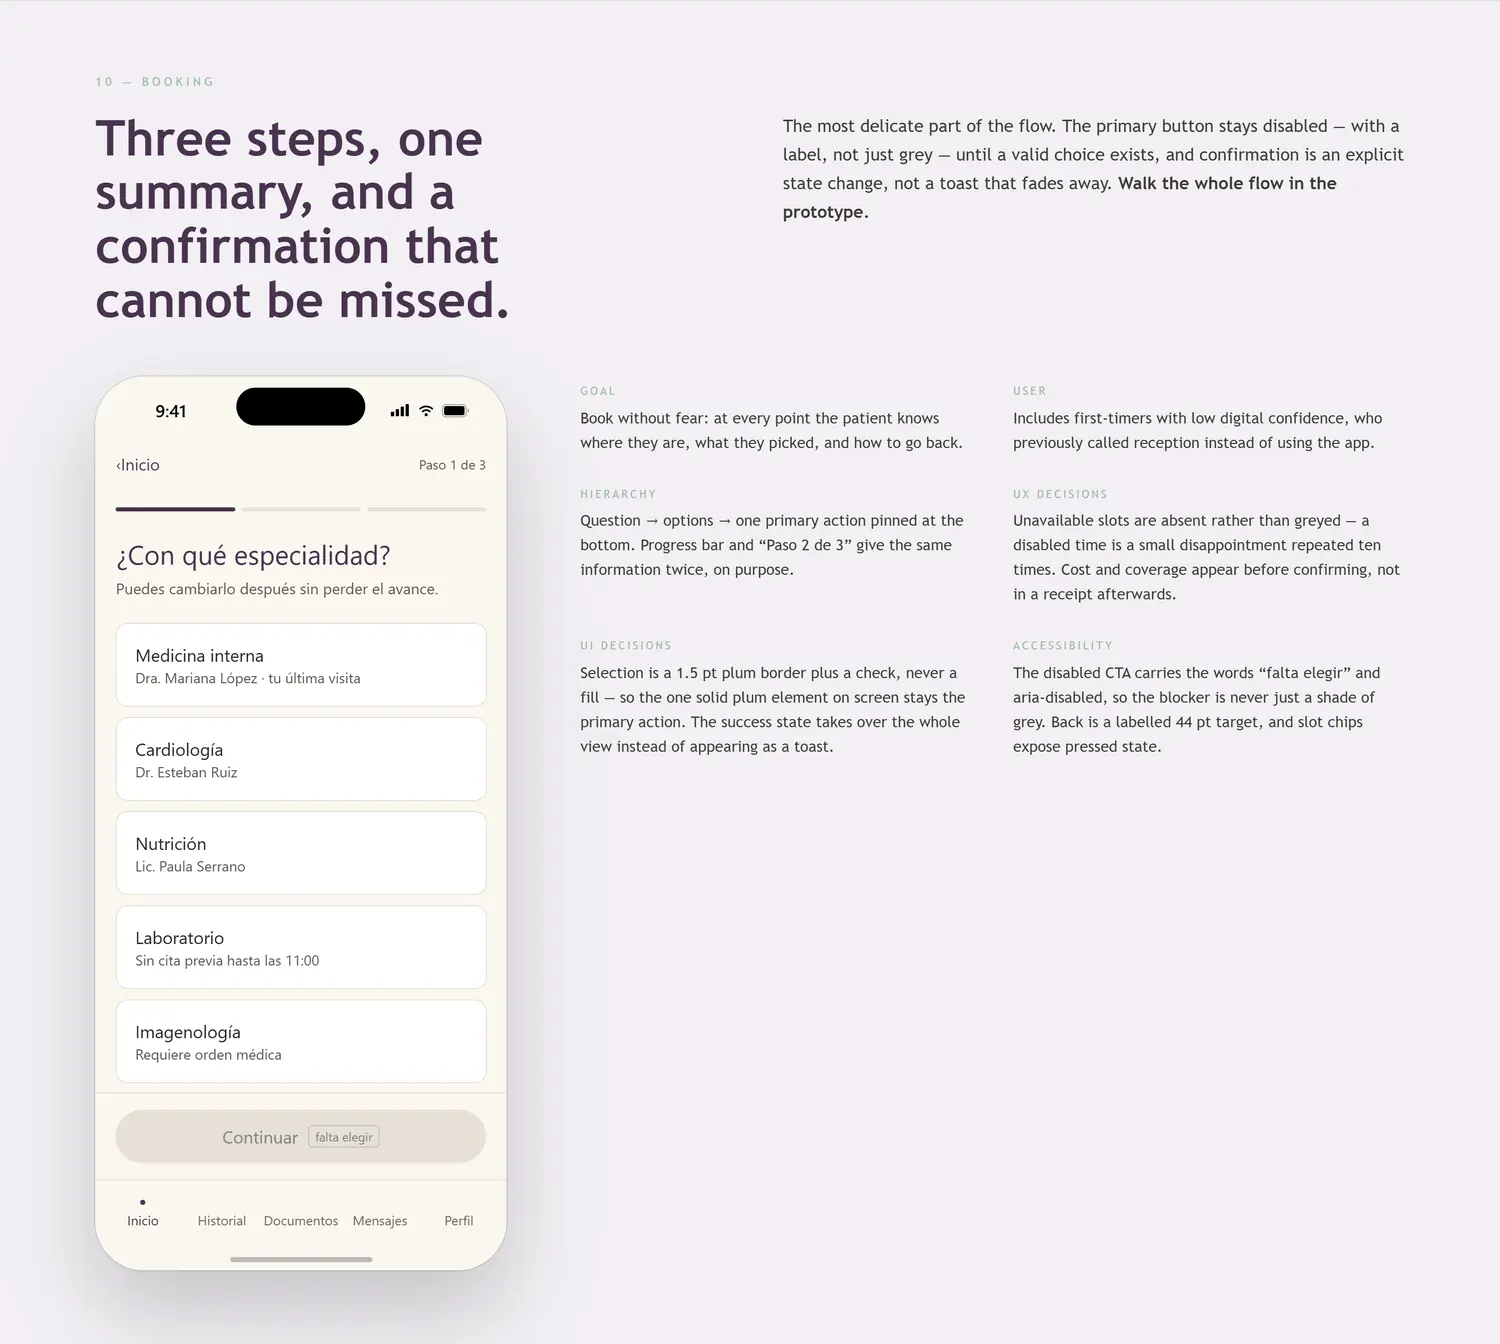 10 — BOOKING
Three steps, one
summary, and a
confirmation that
cannot be missed.
The most delicate part of the flow. The primary button stays disabled — with a
label, not just grey — until a valid choice exists, and confirmation is an explicit
state change, not a toast that fades away. Walk the whole flow in the
prototype.
9:41
‹Inicio
Paso 1 de 3
¿Con qué especialidad?
Puedes cambiarlo después sin perder el avance.
Medicina interna
Dra. Mariana López · tu última visita
Cardiología
Dr. Esteban Ruiz
Nutrición
Lic. Paula Serrano
Laboratorio
Sin cita previa hasta las 11:00
Imagenología
Requiere orden médica
Continuar falta elegir
Inicio Historial Documentos Mensajes Perfil
GOAL
Book without fear: at every point the patient knows
where they are, what they picked, and how to go back.
USER
Includes first-timers with low digital confidence, who
previously called reception instead of using the app.
HIERARCHY
Question → options → one primary action pinned at the
bottom. Progress bar and “Paso 2 de 3” give the same
information twice, on purpose.
UX DECISIONS
Unavailable slots are absent rather than greyed — a
disabled time is a small disappointment repeated ten
times. Cost and coverage appear before confirming, not
in a receipt afterwards.
UI DECISIONS
Selection is a 1.5 pt plum border plus a check, never a
fill — so the one solid plum element on screen stays the
primary action. The success state takes over the whole
view instead of appearing as a toast.
ACCESSIBILITY
The disabled CTA carries the words “falta elegir” and
aria-disabled, so the blocker is never just a shade of
grey. Back is a labelled 44 pt target, and slot chips
expose pressed state.